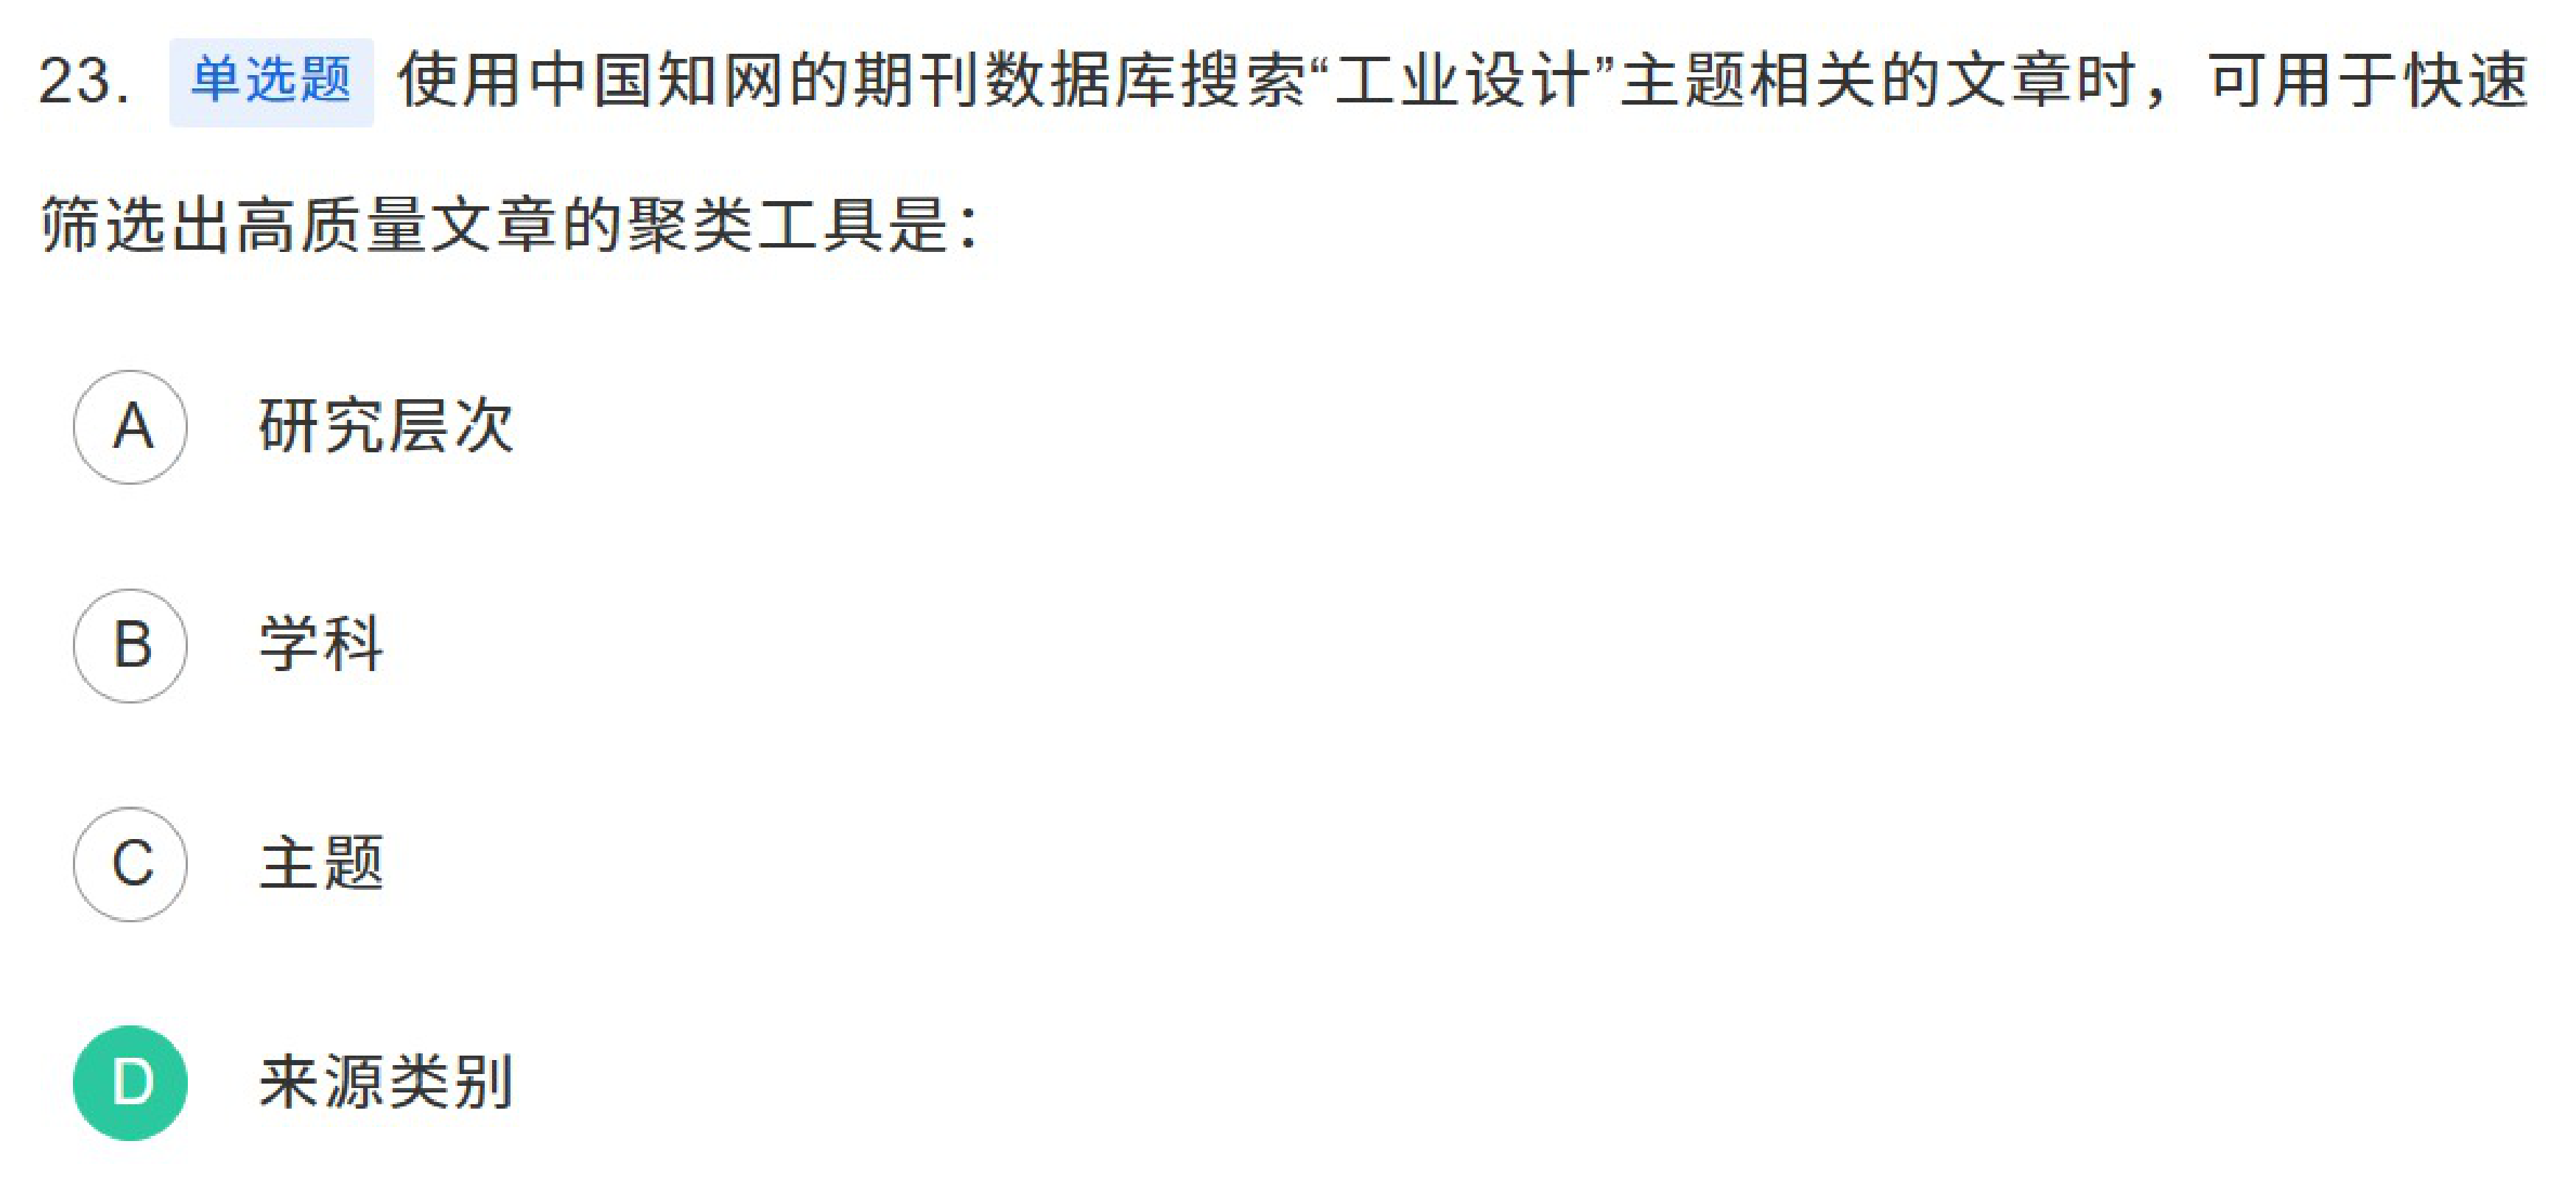 23. 单选题 使用中国知网的期刊数据库搜索“工业设计”主题相关的文章时，可用于快速
筛选出高质量文章的聚类工具是：
A 研究层次
B 学科
C 主题
D 来源类别